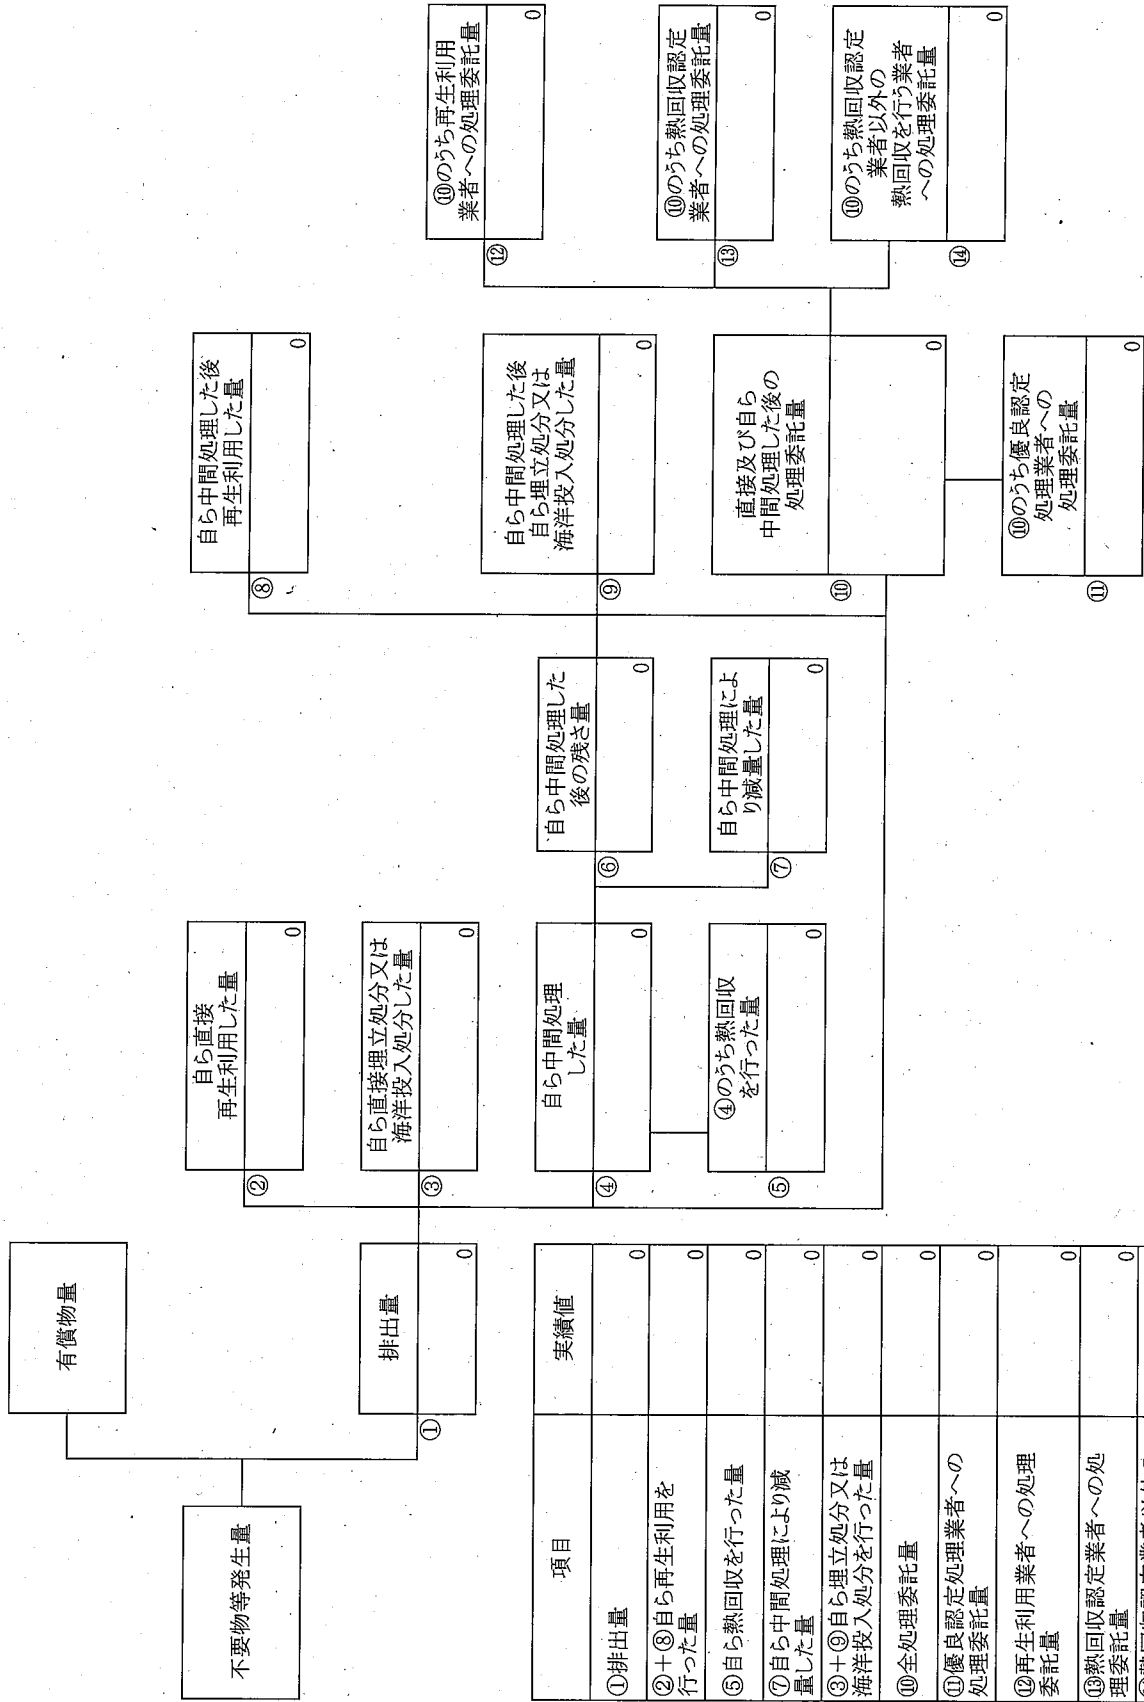 不要物等発生量
有償物量
①
排出量
0
②
自ら直接
再生利用した量
0
③
自ら直接埋立処分又は
海洋投入処分した量
0
④
自ら中間処理
した量
0
⑤
④のうち熱回収
を行った量
0
⑥
自ら中間処理した
後の残さ量
0
⑦
自ら中間処理によ
り減量した量
0
⑧
自ら中間処理した後
再生利用した量
0
⑨
自ら中間処理した後
自ら埋立処分又は
海洋投入処分した量
0
⑩
直接及び自ら
中間処理した後の
処理委託量
0
⑪
⑩のうち優良認定
処理業者への
処理委託量
0
⑫
⑩のうち再生利用
業者への処理委託量
0
⑬
⑩のうち熱回収認定
業者への処理委託量
0
⑭
⑩のうち熱回収認定
業者以外の
熱回収を行う業者
への処理委託量
0
項目 実績値
①排出量 0
②+⑧自ら再生利用を
行った量 0
⑤自ら熱回収を行った量 0
⑦自ら中間処理により減
量した量 0
③+⑨自ら埋立処分又は
海洋投入処分を行った量 0
⑩全処理委託量 0
⑪優良認定処理業者への
処理委託量 0
⑫再生利用業者への処理
委託量 0
⑬熱回収認定業者への処
理委託量 0